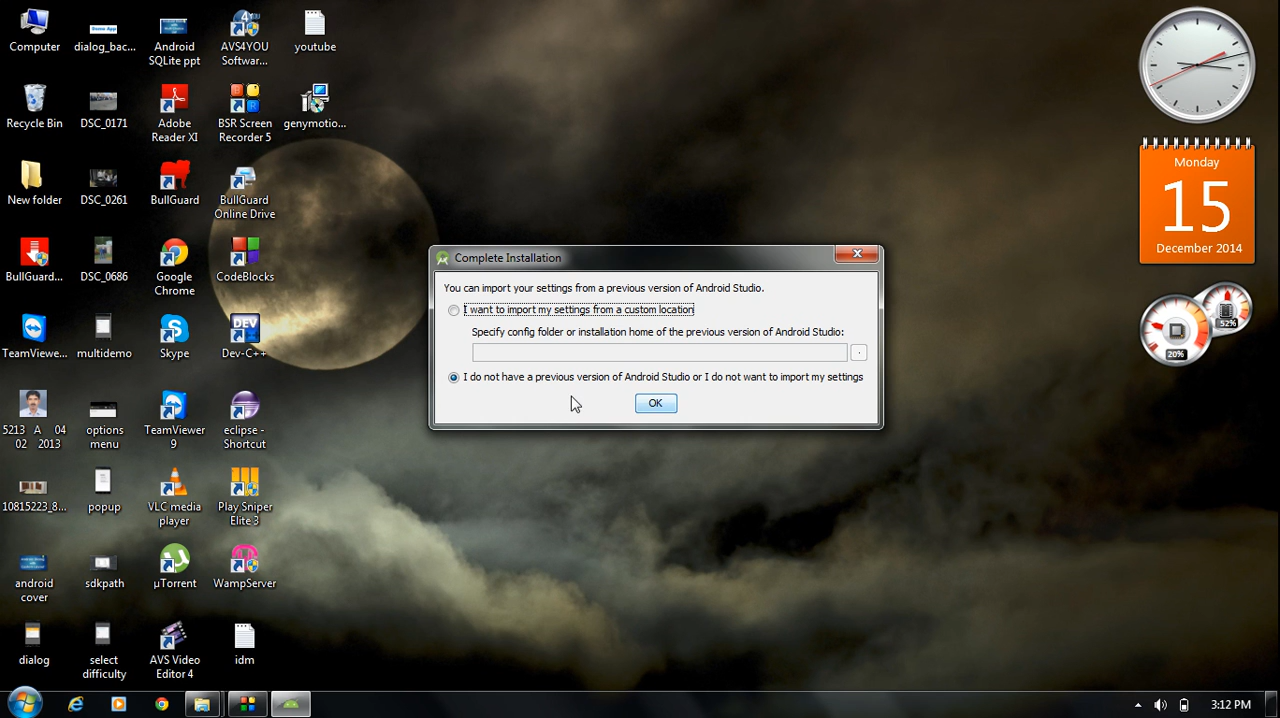 Computer
dialog_bac...
Android
SQLite ppt
AVS4YOU
Softwar...
youtube
Recycle Bin
DSC_0171
Adobe
Reader XI
BSR Screen
Recorder 5
genymotio...
New folder
DSC_0261
BullGuard
BullGuard
Online Drive
BullGuard...
DSC_0686
Google
Chrome
CodeBlocks
TeamViewe...
multidemo
Skype
Dev-C++
5213 A 04
02 2013
options
menu
TeamViewer
9
eclipse -
Shortcut
10815223_8...
popup
VLC media
player
Play Sniper
Elite 3
android
cover
sdkpath
µTorrent
WampServer
dialog
select
difficulty
AVS Video
Editor 4
idm
Complete Installation
You can import your settings from a previous version of Android Studio.
I want to import my settings from a custom location
Specify config folder or installation home of the previous version of Android Studio:
.
I do not have a previous version of Android Studio or I do not want to import my settings
OK
Monday
15
December 2014
52%
20%
3:12 PM